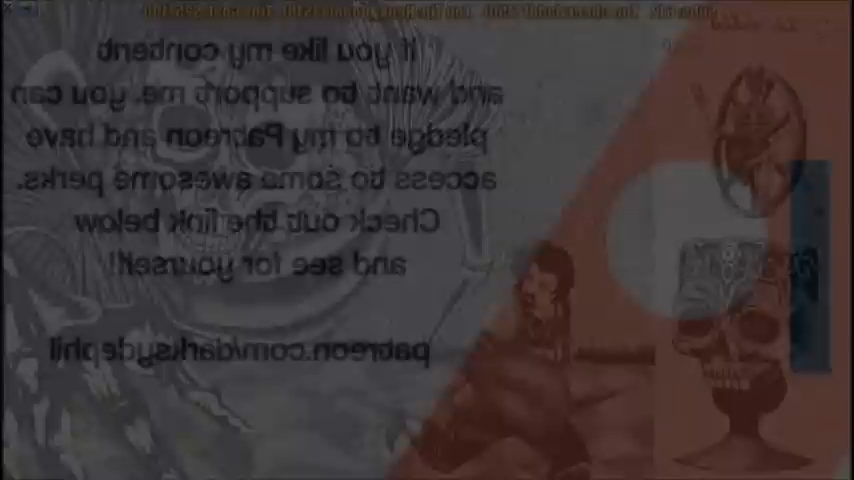 If you like my content
and want to support me, you can
pledge to my Patreon and have
access to some awesome perks.
Check out the link below
and see for yourself!
patreon.com/darksydephil